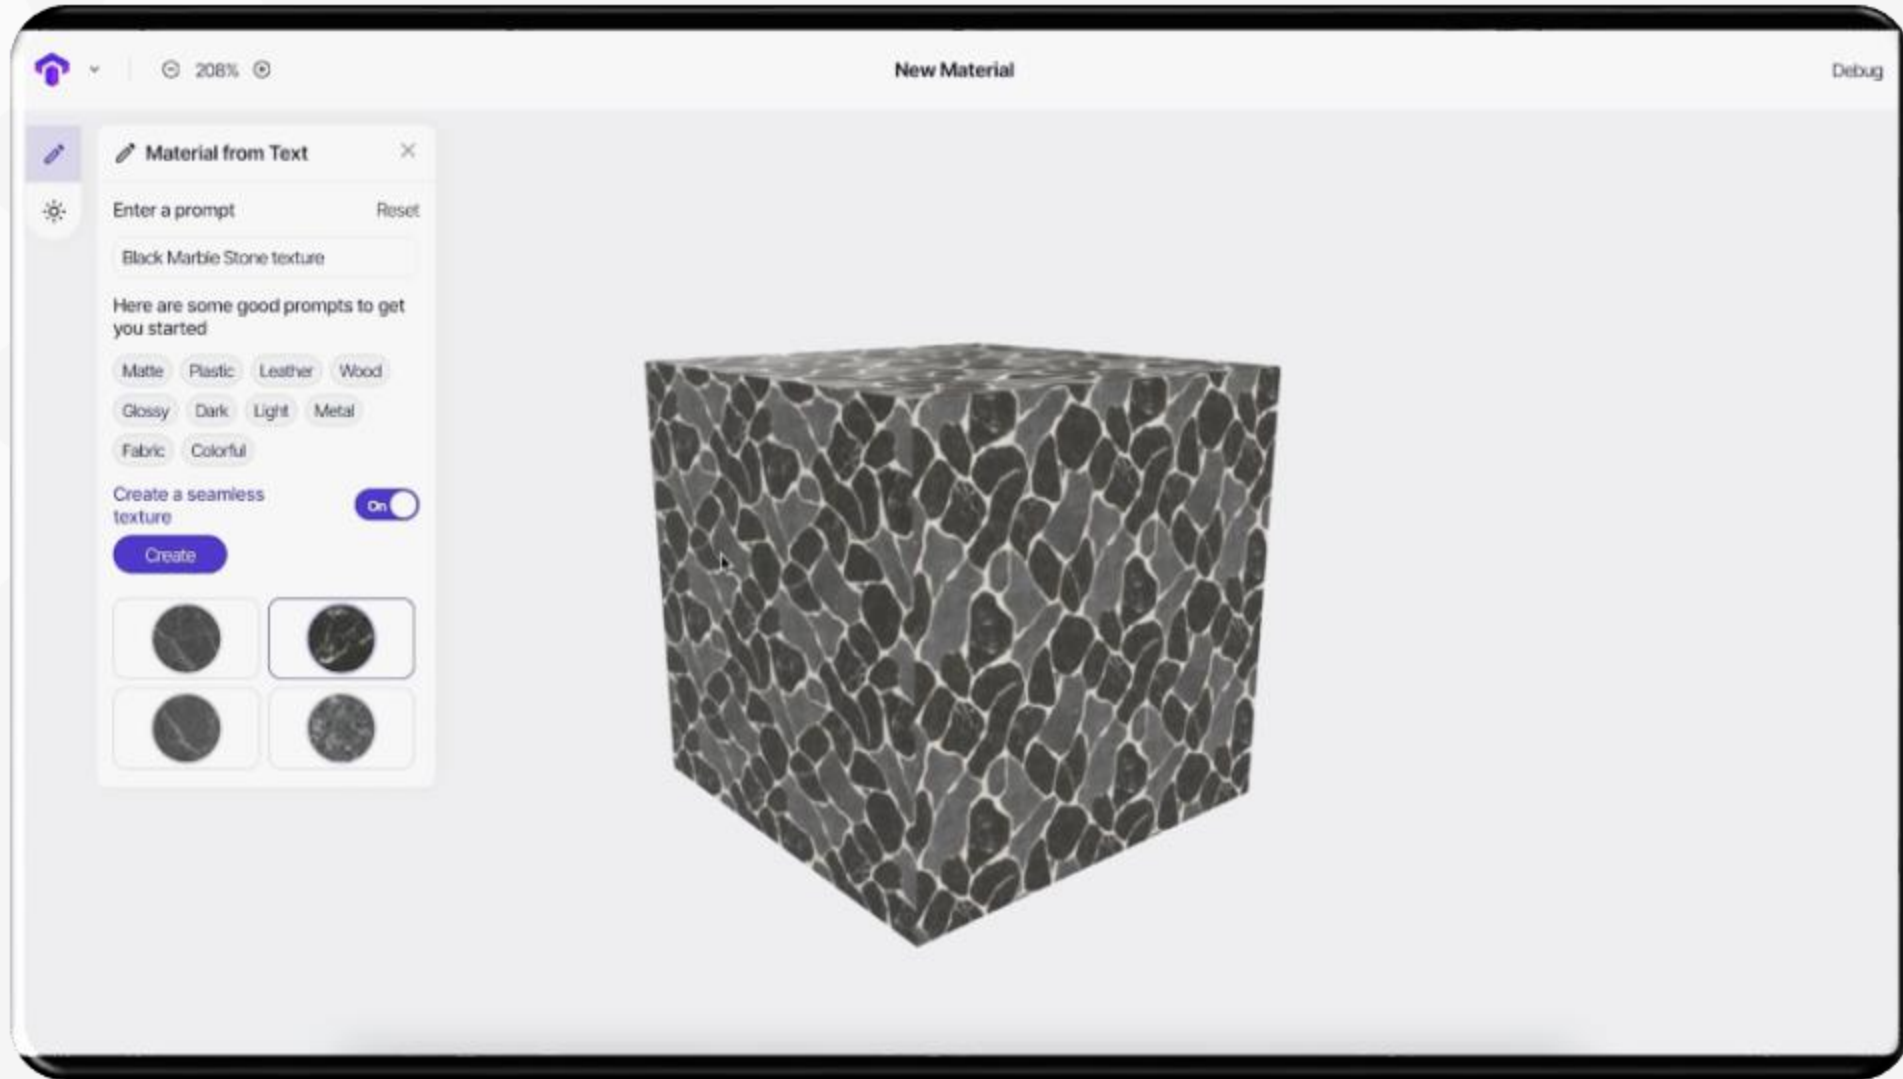 208%
New Material
Debug
Material from Text
Enter a prompt
Reset
Black Marble Stone texture
Here are some good prompts to get
you started
Matte
Plastic
Leather
Wood
Glossy
Dark
Light
Metal
Fabric
Colorful
Create a seamless
texture
On
Create